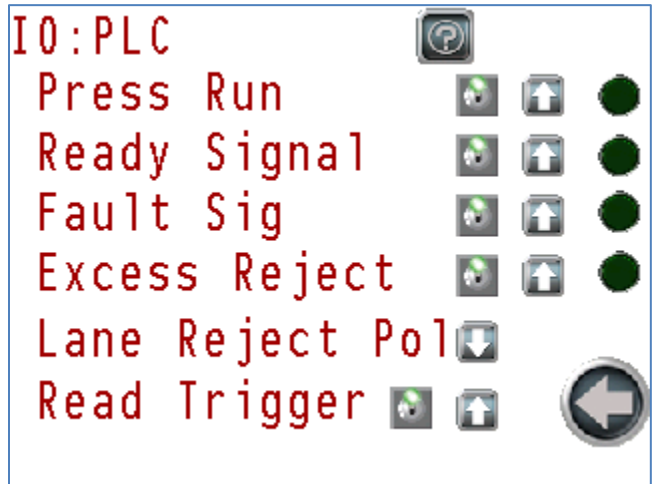 IO:PLC
Press Run
Ready Signal
Fault Sig
Excess Reject
Lane Reject Pol
Read Trigger